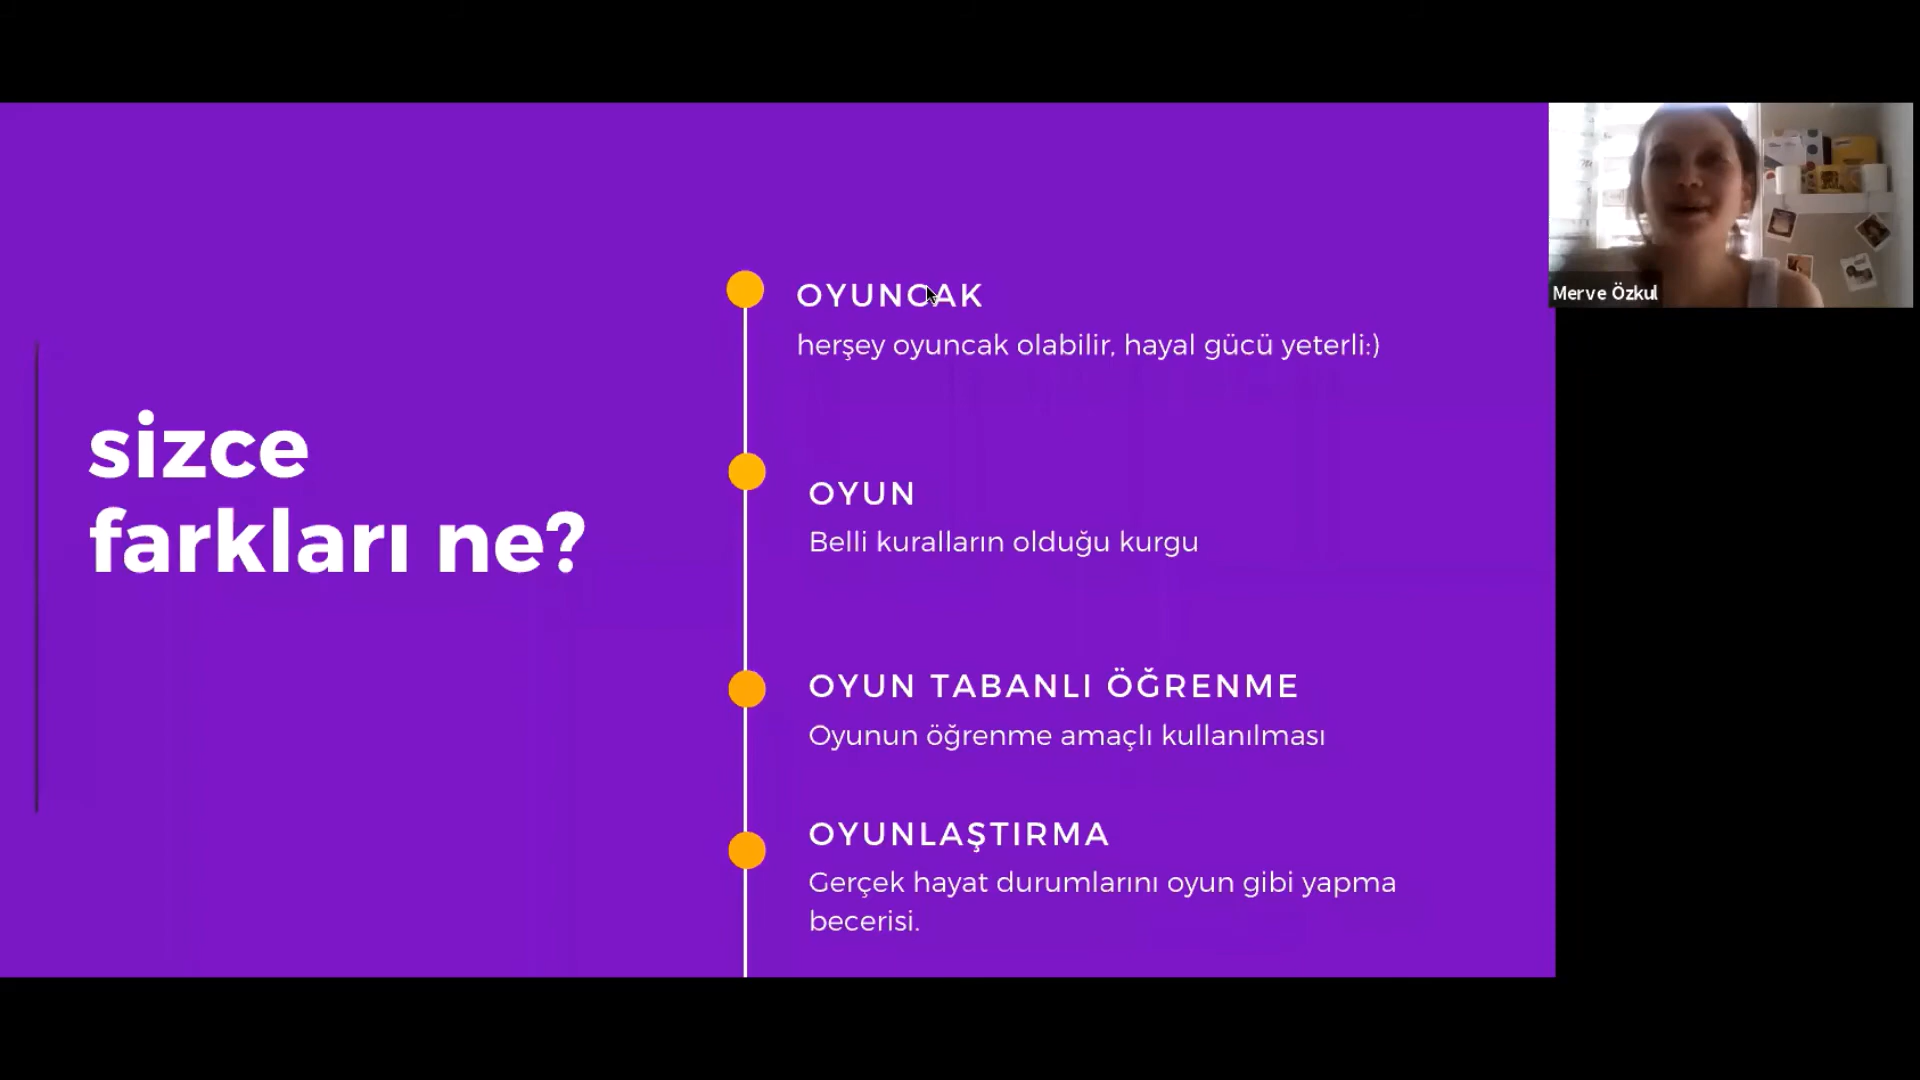 sizce
farkları ne?
OYUNCAK
herşey oyuncak olabilir, hayal gücü yeterli:)
OYUN
Belli kuralların olduğu kurgu
OYUN TABANLI ÖĞRENME
Oyunun öğrenme amaçlı kullanılması
OYUNLAŞTIRMA
Gerçek hayat durumlarını oyun gibi yapma
becerisi.
Merve Özkul